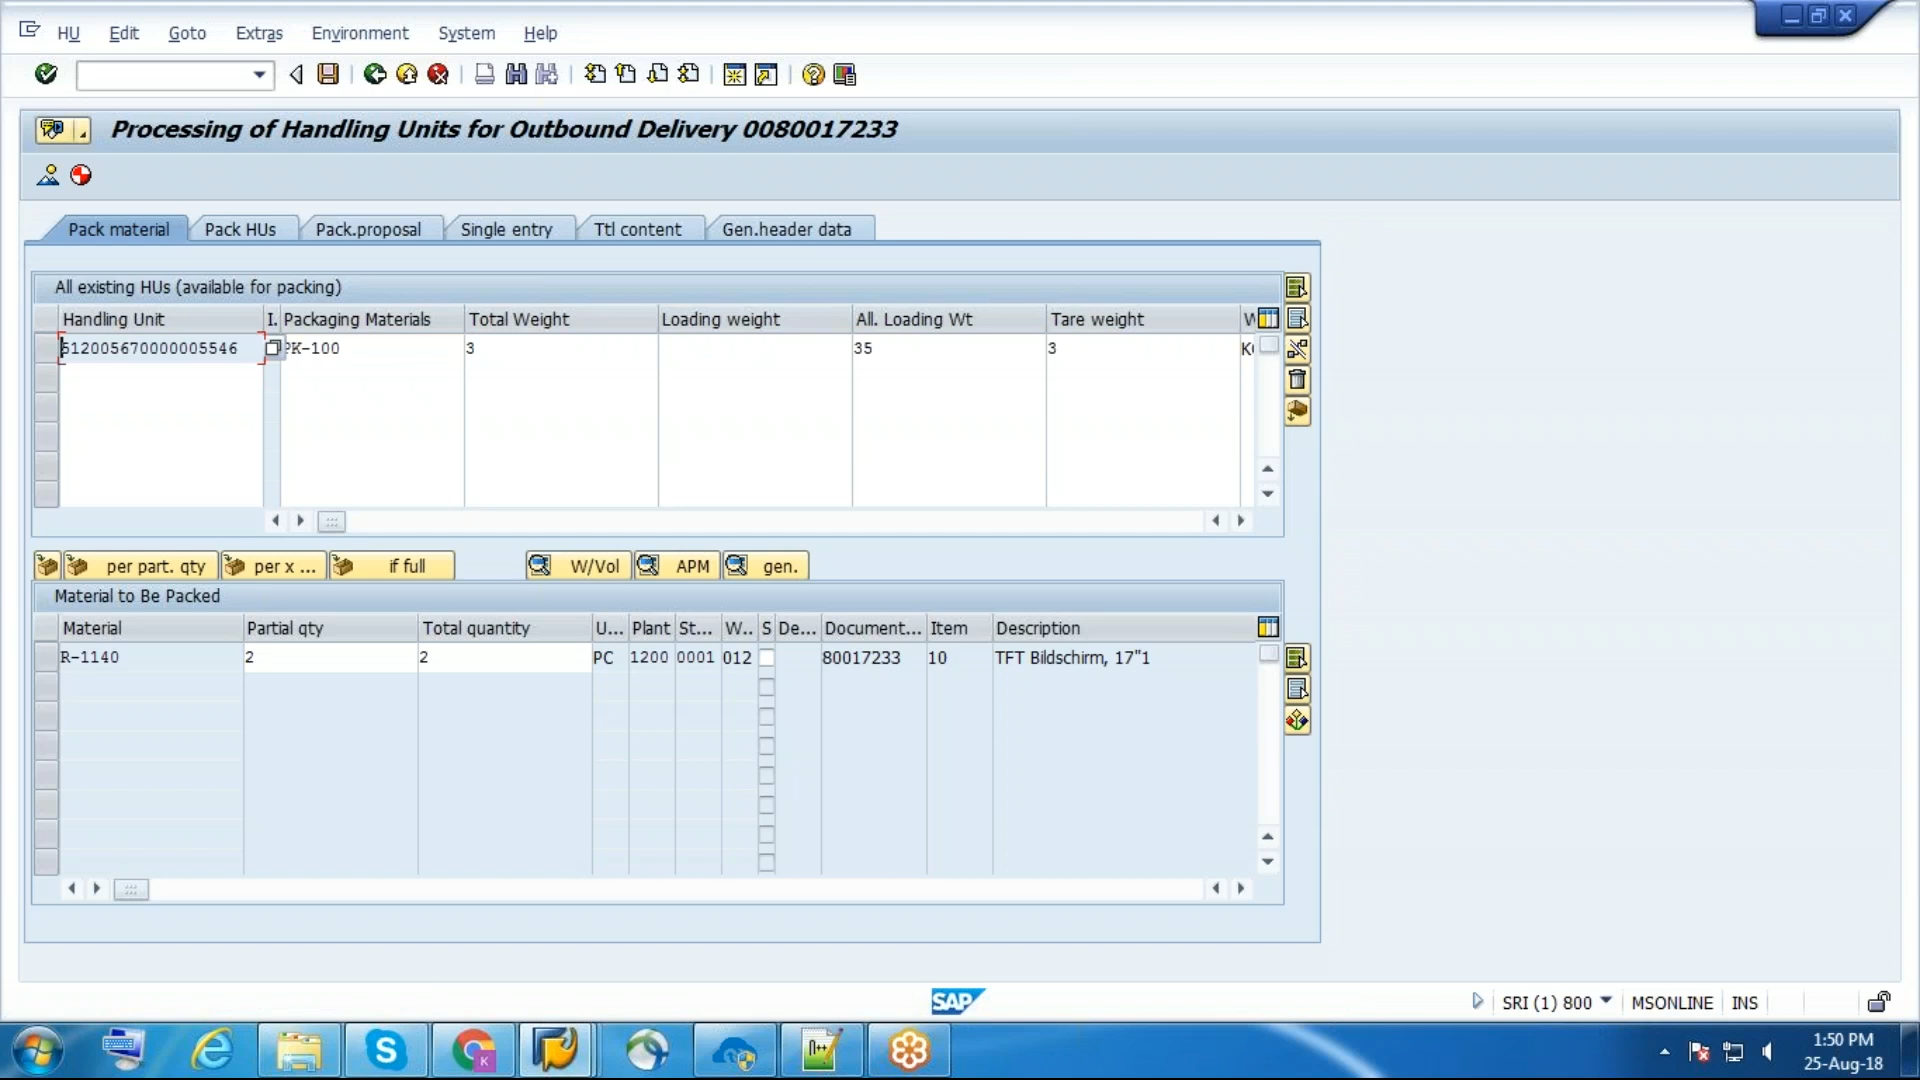 HU Edit Goto Extras Environment System Help
Processing of Handling Units for Outbound Delivery 0080017233
Pack material Pack HUs Pack.proposal Single entry Ttl content Gen.header data
All existing HUs (available for packing)
Handling Unit I. Packaging Materials Total Weight Loading weight All. Loading Wt Tare weight W
612005670000005546 PK-100 3 35 3 K
per part. qty per x ... if full W/Vol APM gen.
Material to Be Packed
Material Partial qty Total quantity U... Plant St... W.. S De... Document... Item Description
R-1140 2 2 PC 1200 0001 012 80017233 10 TFT Bildschirm, 17"1
SAP SRI (1) 800 MSONLINE INS
1:50 PM
25-Aug-18